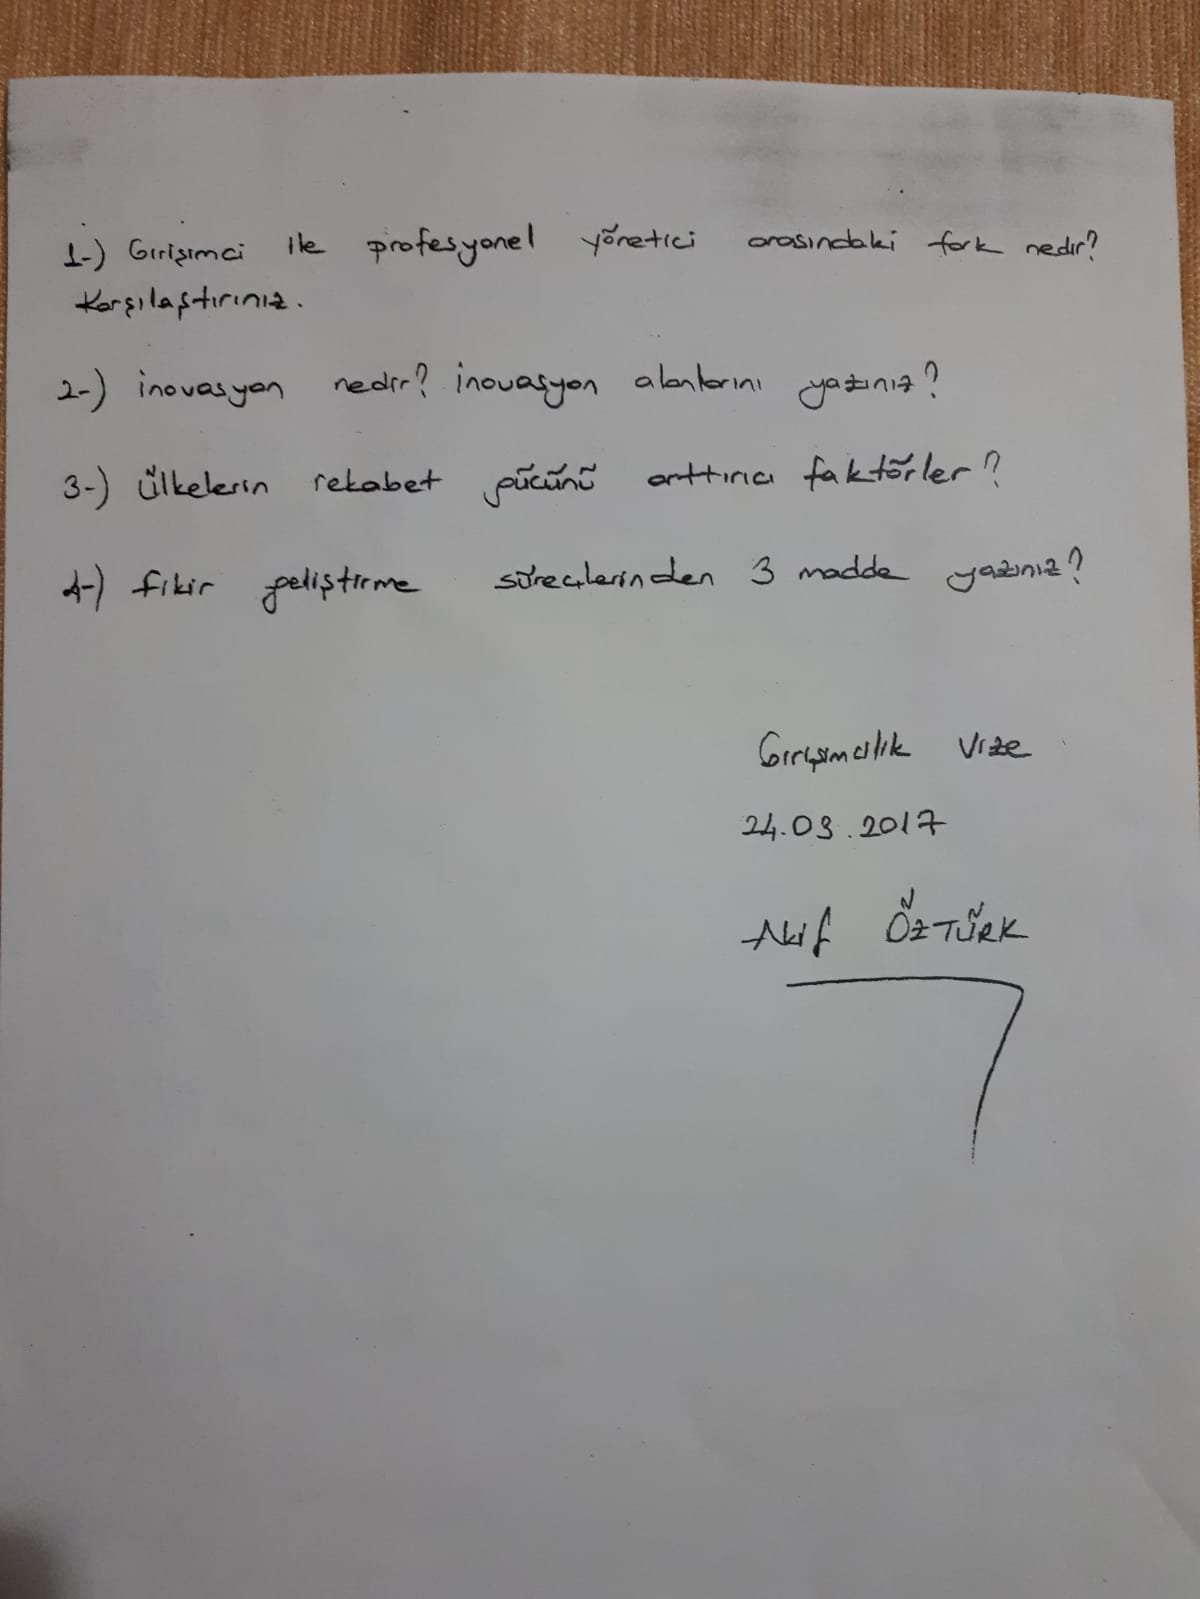 1-) Girişimci ile profesyonel yönetici arasındaki fark nedir?
Karşılaştırınız.
2-) inovasyon nedir? inovasyon alanlarını yazınız?
3-) Ülkelerin rekabet gücünü arttırıcı faktörler?
4-) fikir geliştirme süreçlerinden 3 madde yazınız?
Girişimcilik Vize
24.03.2017
Akif ÖZTÜRK